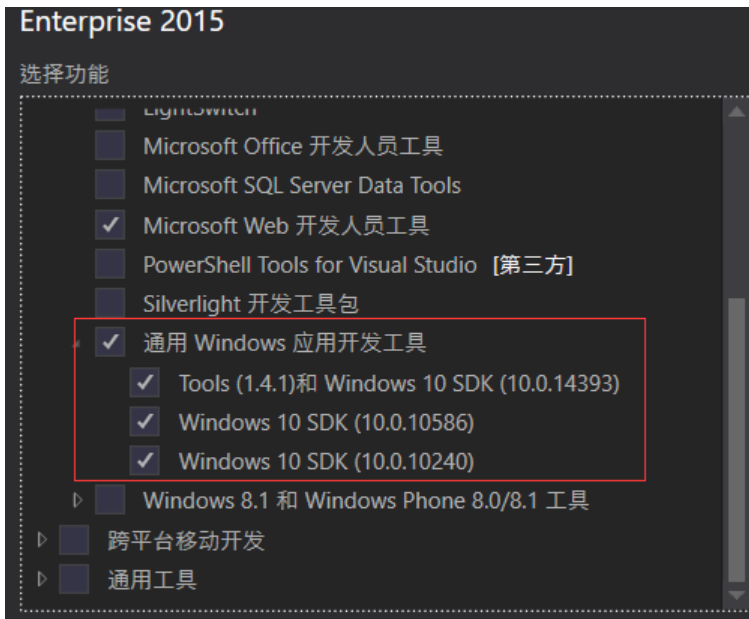 Enterprise 2015
选择功能
LightSwitch
Microsoft Office 开发人员工具
Microsoft SQL Server Data Tools
Microsoft Web 开发人员工具
PowerShell Tools for Visual Studio [第三方]
Silverlight 开发工具包
通用 Windows 应用开发工具
Tools (1.4.1)和 Windows 10 SDK (10.0.14393)
Windows 10 SDK (10.0.10586)
Windows 10 SDK (10.0.10240)
Windows 8.1 和 Windows Phone 8.0/8.1 工具
跨平台移动开发
通用工具